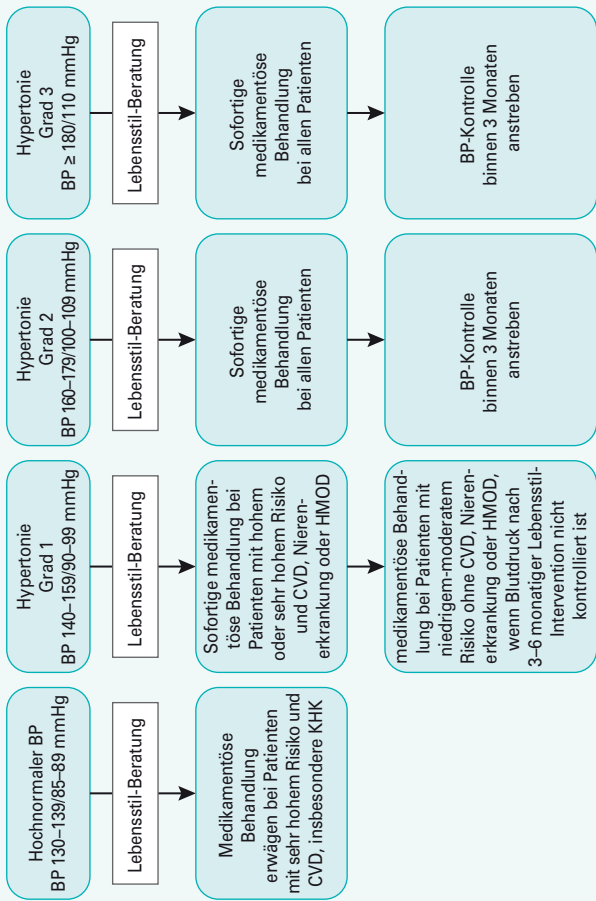 Hochnormaler BP
BP 130–139/85–89 mmHg
Lebensstil-Beratung
Medikamentöse
Behandlung
erwägen bei Patienten
mit sehr hohem Risiko und
CVD, insbesondere KHK
Hypertonie
Grad 1
BP 140–159/90–99 mmHg
Lebensstil-Beratung
Sofortige medikamen-
töse Behandlung bei
Patienten mit hohem
oder sehr hohem Risiko
und CVD, Nieren-
erkrankung oder HMOD
medikamentöse Behand-
lung bei Patienten mit
niedrigem-moderatem
Risiko ohne CVD, Nieren-
erkrankung oder HMOD,
wenn Blutdruck nach
3–6 monatiger Lebensstil-
Intervention nicht
kontrolliert ist
Hypertonie
Grad 2
BP 160–179/100–109 mmHg
Lebensstil-Beratung
Sofortige
medikamentöse
Behandlung
bei allen Patienten
BP-Kontrolle
binnen 3 Monaten
anstreben
Hypertonie
Grad 3
BP ≥ 180/110 mmHg
Lebensstil-Beratung
Sofortige
medikamentöse
Behandlung
bei allen Patienten
BP-Kontrolle
binnen 3 Monaten
anstreben